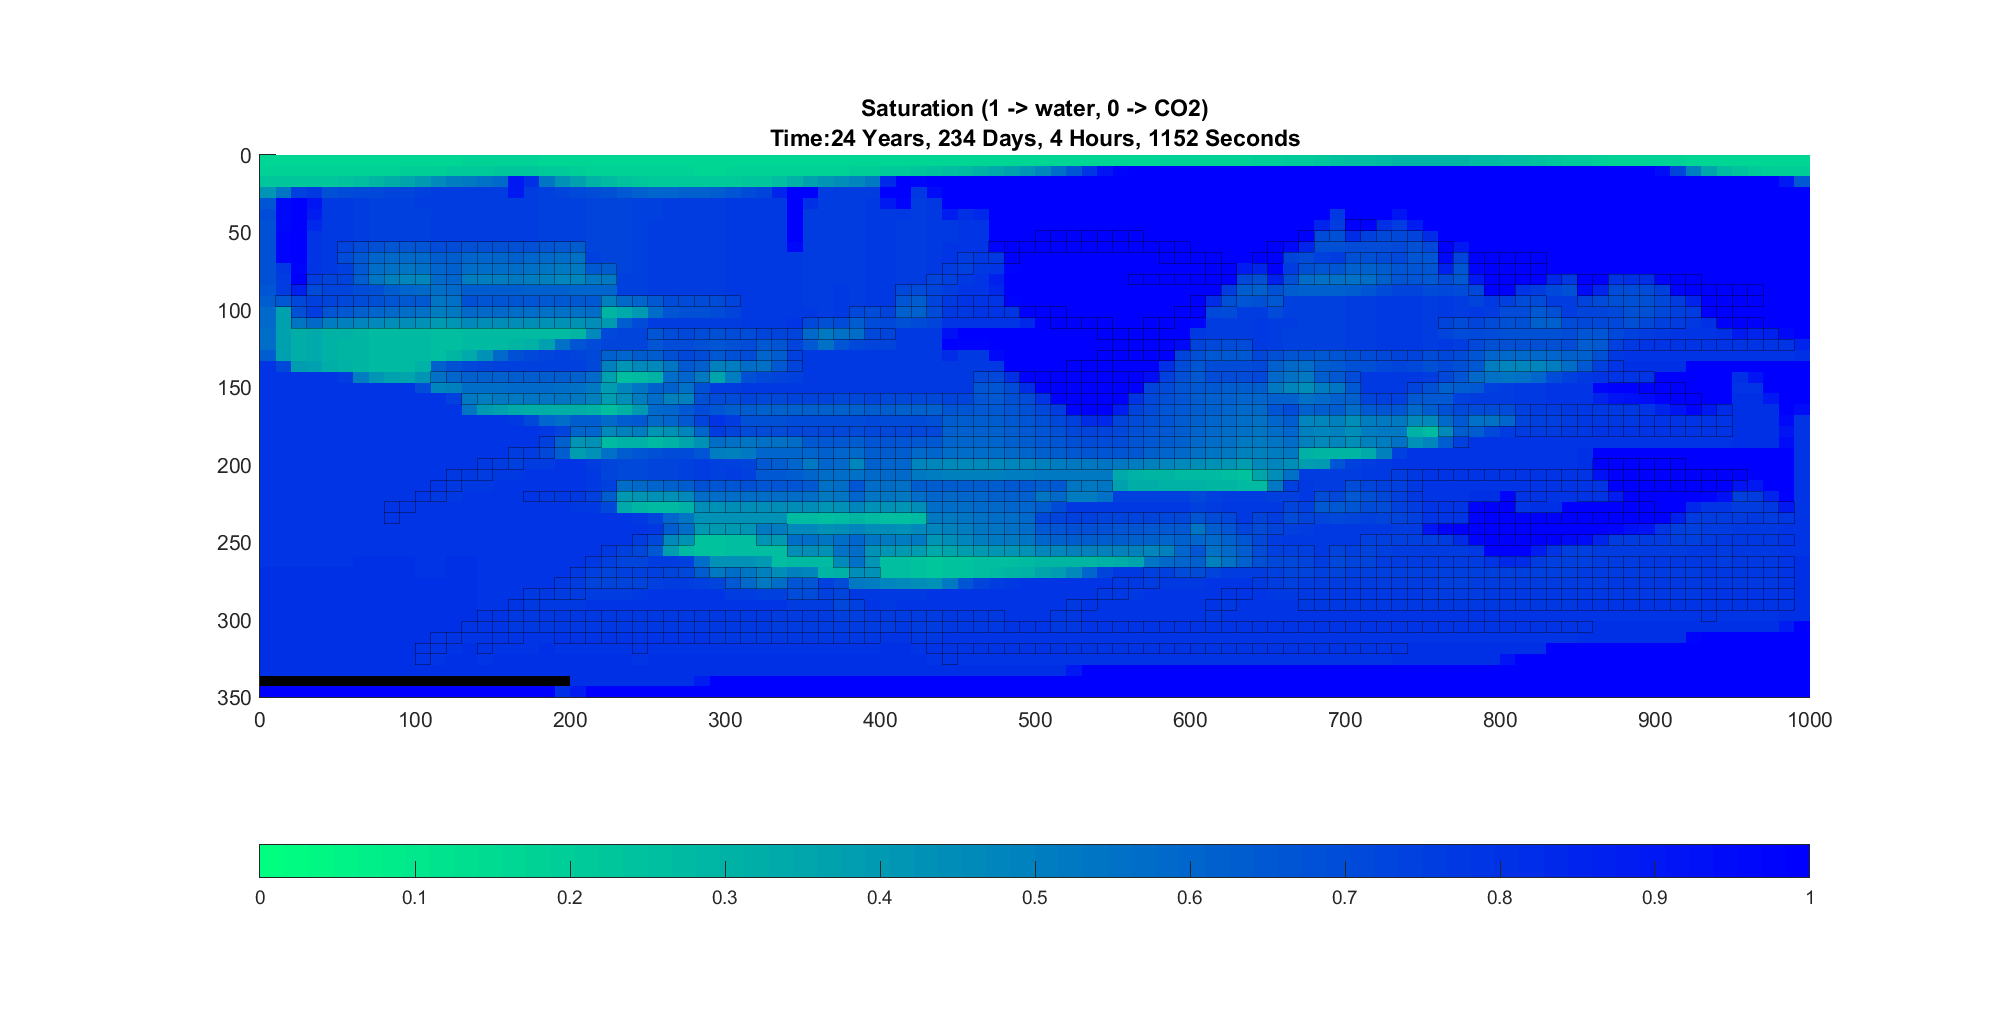 Saturation (1 -> water, 0 -> CO2)
Time:24 Years, 234 Days, 4 Hours, 1152 Seconds
0
50
100
150
200
250
300
350
0 100 200 300 400 500 600 700 800 900 1000
0 0.1 0.2 0.3 0.4 0.5 0.6 0.7 0.8 0.9 1